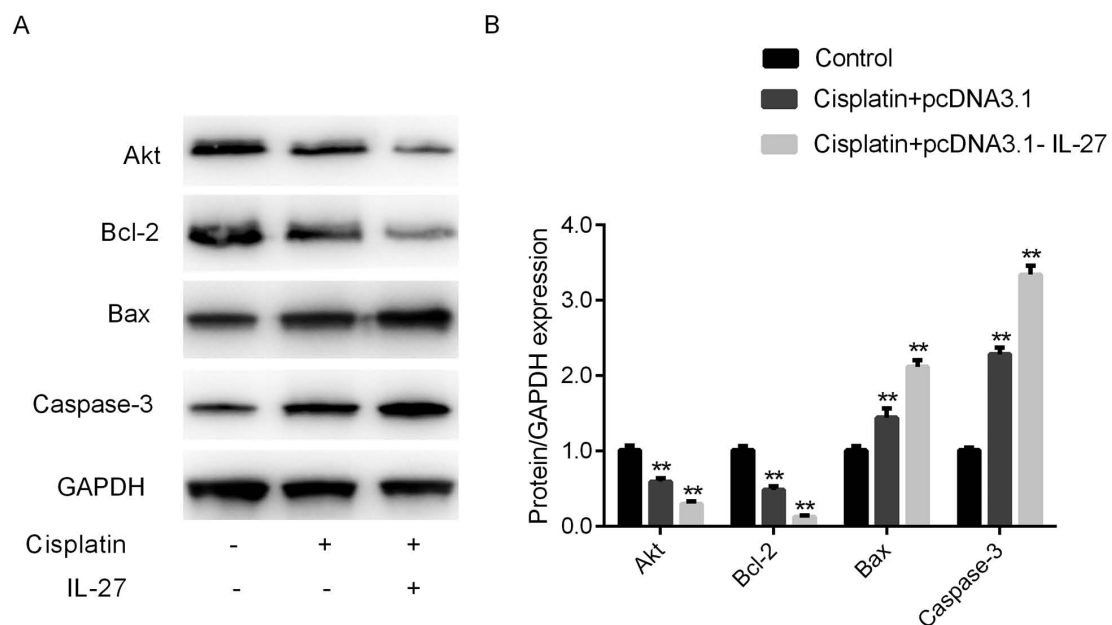 A
Akt
Bcl-2
Bax
Caspase-3
GAPDH
Cisplatin - + +
IL-27 - - +
B
Control
Cisplatin+pcDNA3.1
Cisplatin+pcDNA3.1- IL-27
Protein/GAPDH expression
4.0
3.0
2.0
1.0
0.0
** ** ** ** ** ** ** **
Akt
Bcl-2
Bax
Caspase-3